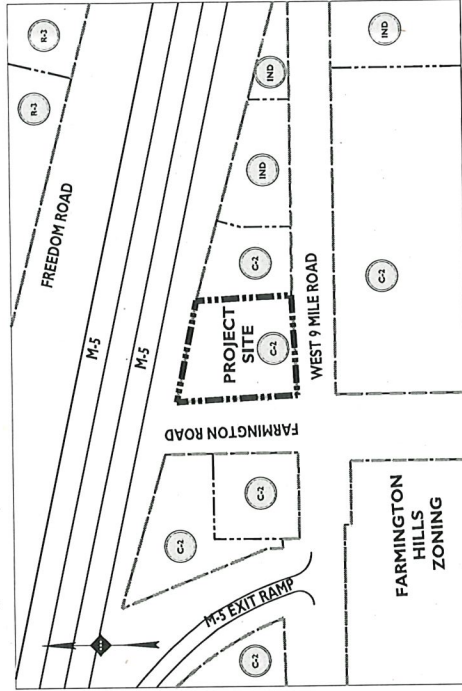 R-3
R-3
FREEDOM ROAD
M-5
M-5
IND
IND
IND
C-2
PROJECT
SITE
C-2
WEST 9 MILE ROAD
FARMINGTON ROAD
C-2
C-2
C-2
M-5 EXIT RAMP
C-2
FARMINGTON
HILLS
ZONING